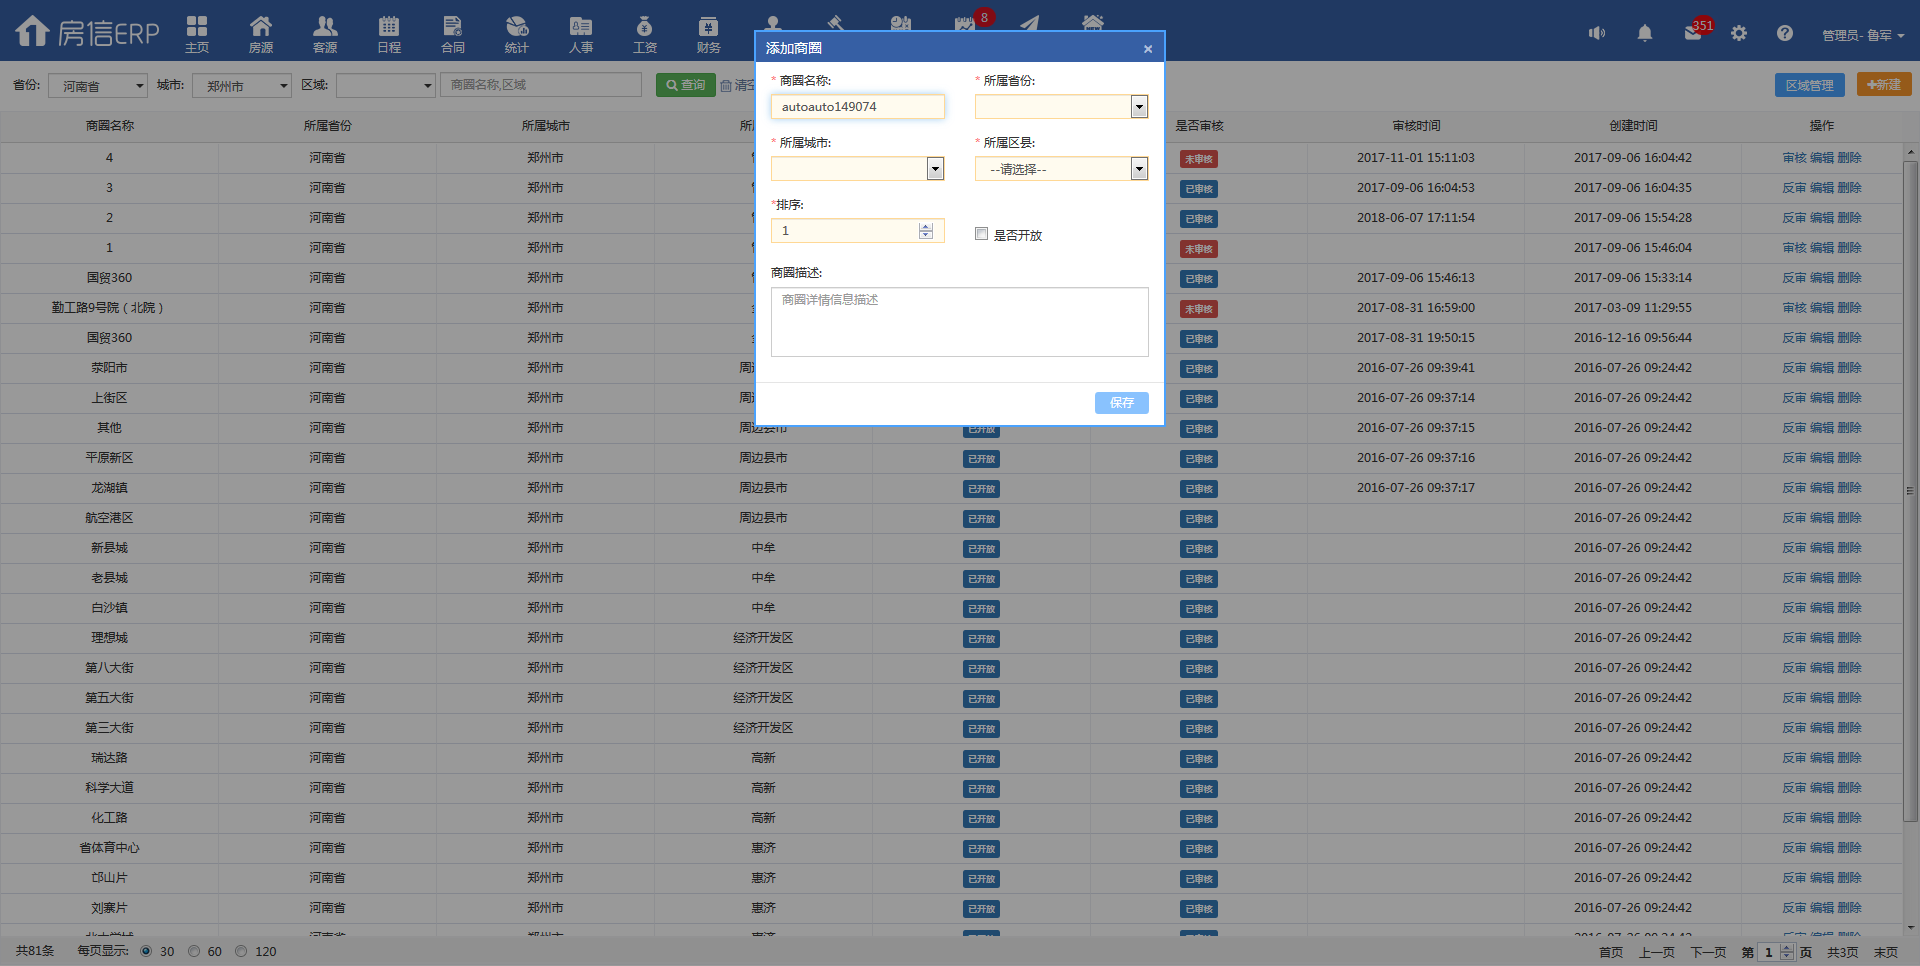 房信ERP
主页 房源 客源 日程 合同 统计 人事 工资 财务 8 351 管理员- 鲁军
省份: 河南省 城市: 郑州市 区域: 商圈名称,区域 查询 清空 区域管理 +新建
添加商圈 ×
* 商圈名称: * 所属省份:
autoauto149074
* 所属城市: * 所属区县:
--请选择--
*排序:
1 是否开放
商圈描述:
商圈详情信息描述
保存
商圈名称 所属省份 所属城市 是否审核 审核时间 创建时间 操作
4 河南省 郑州市 未审核 2017-11-01 15:11:03 2017-09-06 16:04:42 审核 编辑 删除
3 河南省 郑州市 已审核 2017-09-06 16:04:53 2017-09-06 16:04:35 反审 编辑 删除
2 河南省 郑州市 已审核 2018-06-07 17:11:54 2017-09-06 15:54:28 反审 编辑 删除
1 河南省 郑州市 未审核 2017-09-06 15:46:04 审核 编辑 删除
国贸360 河南省 郑州市 已审核 2017-09-06 15:46:13 2017-09-06 15:33:14 反审 编辑 删除
勤工路9号院（北院） 河南省 郑州市 未审核 2017-08-31 16:59:00 2017-03-09 11:29:55 审核 编辑 删除
国贸360 河南省 郑州市 已审核 2017-08-31 19:50:15 2016-12-16 09:56:44 反审 编辑 删除
荥阳市 河南省 郑州市 周边 已审核 2016-07-26 09:39:41 2016-07-26 09:24:42 反审 编辑 删除
上街区 河南省 郑州市 周边 已审核 2016-07-26 09:37:14 2016-07-26 09:24:42 反审 编辑 删除
其他 河南省 郑州市 周边县市 已开放 已审核 2016-07-26 09:37:15 2016-07-26 09:24:42 反审 编辑 删除
平原新区 河南省 郑州市 周边县市 已开放 已审核 2016-07-26 09:37:16 2016-07-26 09:24:42 反审 编辑 删除
龙湖镇 河南省 郑州市 周边县市 已开放 已审核 2016-07-26 09:37:17 2016-07-26 09:24:42 反审 编辑 删除
航空港区 河南省 郑州市 周边县市 已开放 已审核 2016-07-26 09:24:42 反审 编辑 删除
新县城 河南省 郑州市 中牟 已开放 已审核 2016-07-26 09:24:42 反审 编辑 删除
老县城 河南省 郑州市 中牟 已开放 已审核 2016-07-26 09:24:42 反审 编辑 删除
白沙镇 河南省 郑州市 中牟 已开放 已审核 2016-07-26 09:24:42 反审 编辑 删除
理想城 河南省 郑州市 经济开发区 已开放 已审核 2016-07-26 09:24:42 反审 编辑 删除
第八大街 河南省 郑州市 经济开发区 已开放 已审核 2016-07-26 09:24:42 反审 编辑 删除
第五大街 河南省 郑州市 经济开发区 已开放 已审核 2016-07-26 09:24:42 反审 编辑 删除
第三大街 河南省 郑州市 经济开发区 已开放 已审核 2016-07-26 09:24:42 反审 编辑 删除
瑞达路 河南省 郑州市 高新 已开放 已审核 2016-07-26 09:24:42 反审 编辑 删除
科学大道 河南省 郑州市 高新 已开放 已审核 2016-07-26 09:24:42 反审 编辑 删除
化工路 河南省 郑州市 高新 已开放 已审核 2016-07-26 09:24:42 反审 编辑 删除
省体育中心 河南省 郑州市 惠济 已开放 已审核 2016-07-26 09:24:42 反审 编辑 删除
邙山片 河南省 郑州市 惠济 已开放 已审核 2016-07-26 09:24:42 反审 编辑 删除
刘寨片 河南省 郑州市 惠济 已开放 已审核 2016-07-26 09:24:42 反审 编辑 删除
共81条 每页显示: 30 60 120 首页 上一页 下一页 第 1 页 共3页 末页